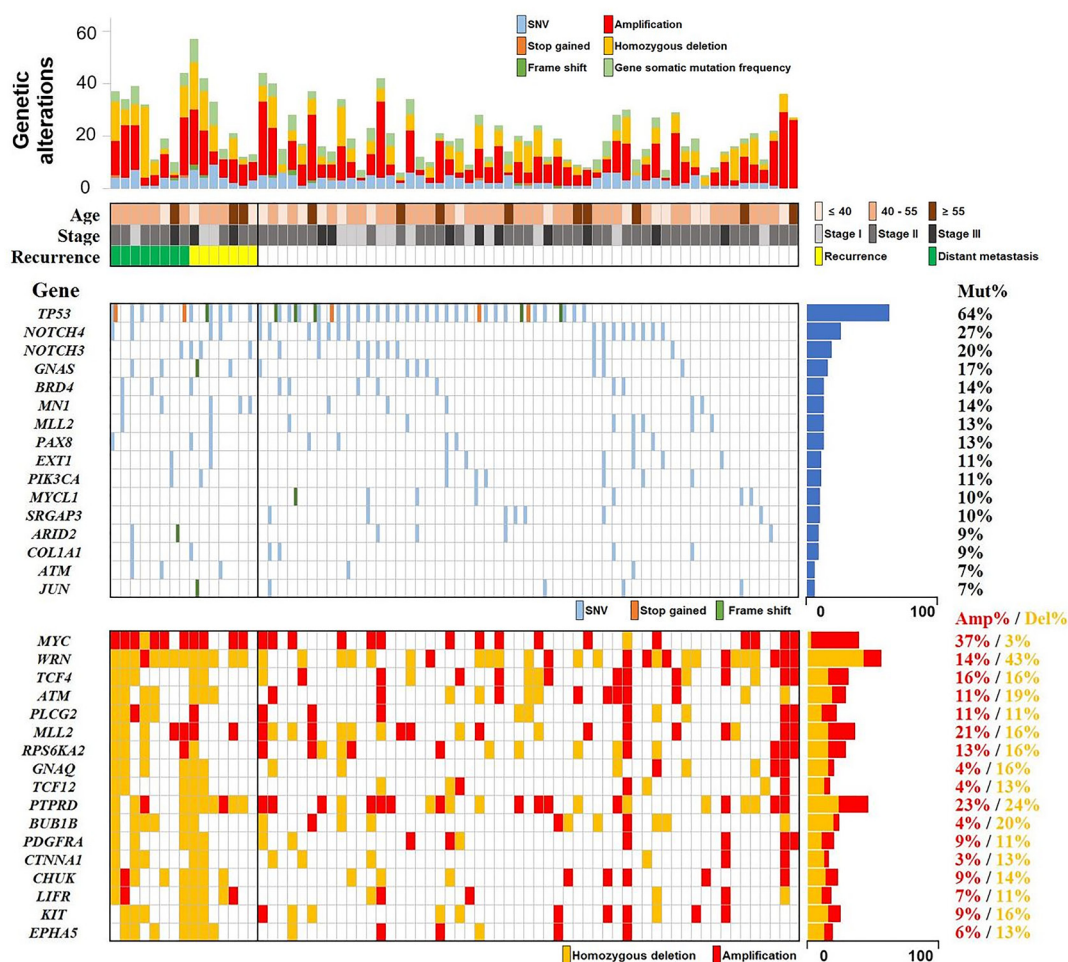 60
40
20
0
Genetic
alterations
SNV
Amplification
Stop gained
Homozygous deletion
Frame shift
Gene somatic mutation frequency
Age
≤ 40
40 - 55
≥ 55
Stage
Stage I
Stage II
Stage III
Recurrence
Recurrence
Distant metastasis
Gene
Mut%
TP53 64%
NOTCH4 27%
NOTCH3 20%
GNAS 17%
BRD4 14%
MN1 14%
MLL2 13%
PAX8 13%
EXT1 11%
PIK3CA 11%
MYCL1 10%
SRGAP3 10%
ARID2 9%
COL1A1 9%
ATM 7%
JUN 7%
SNV Stop gained Frame shift
0 100
Amp% / Del%
MYC 37% / 3%
WRN 14% / 43%
TCF4 16% / 16%
ATM 11% / 19%
PLCG2 11% / 11%
MLL2 21% / 16%
RPS6KA2 13% / 16%
GNAQ 4% / 16%
TCF12 4% / 13%
PTPRD 23% / 24%
BUB1B 4% / 20%
PDGFRA 9% / 11%
CTNNA1 3% / 13%
CHUK 9% / 14%
LIFR 7% / 11%
KIT 9% / 16%
EPHA5 6% / 13%
Homozygous deletion Amplification
0 100